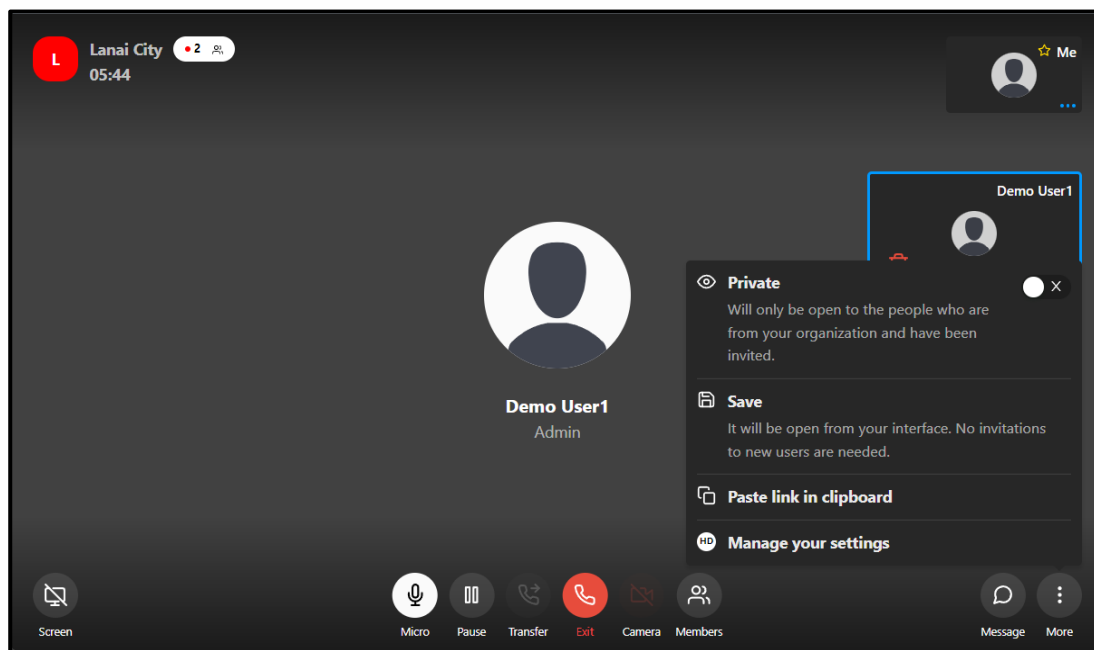 L
Lanai City
2
05:44
Me
Demo User1
Demo User1
Admin
Private
X
Will only be open to the people who are
from your organization and have been
invited.
Save
It will be open from your interface. No invitations
to new users are needed.
Paste link in clipboard
HD
Manage your settings
Screen
Micro
Pause
Transfer
Exit
Camera
Members
Message
More